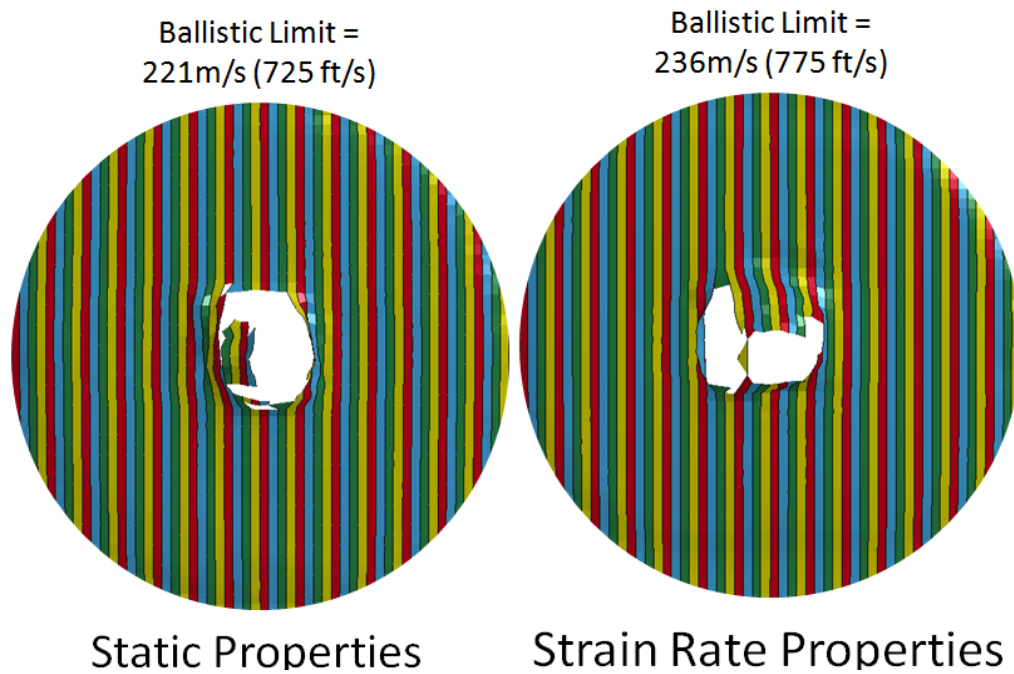 Ballistic Limit =
221m/s (725 ft/s)
Ballistic Limit =
236m/s (775 ft/s)
Static Properties
Strain Rate Properties